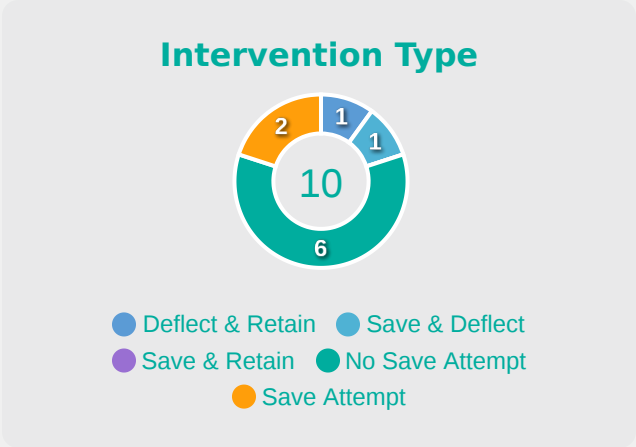 Intervention Type
2
1
1
10
6
Deflect & Retain
Save & Deflect
Save & Retain
No Save Attempt
Save Attempt